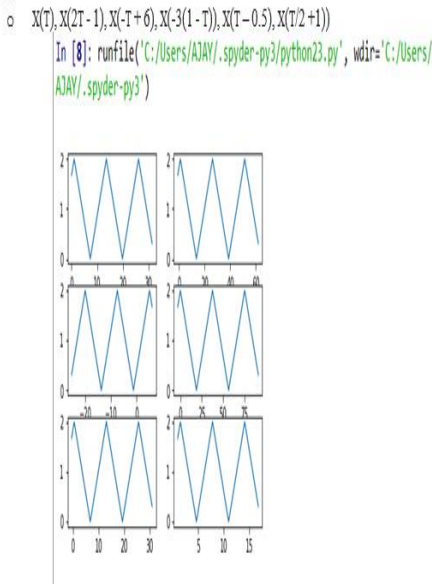 o X(T), X(2T - 1), X(-T + 6), X(-3(1 - T)), X(T – 0.5), X(T/2 +1))
In [8]: runfile('C:/Users/AJAY/.spyder-py3/python23.py', wdir='C:/Users/
AJAY/.spyder-py3')
2 2
1 1
0 0
0 10 20 30 0 20 40 60
2 2
1 1
0 0
-20 -10 0 0 25 50 75
2 2
1 1
0 0
0 10 20 30 5 10 15